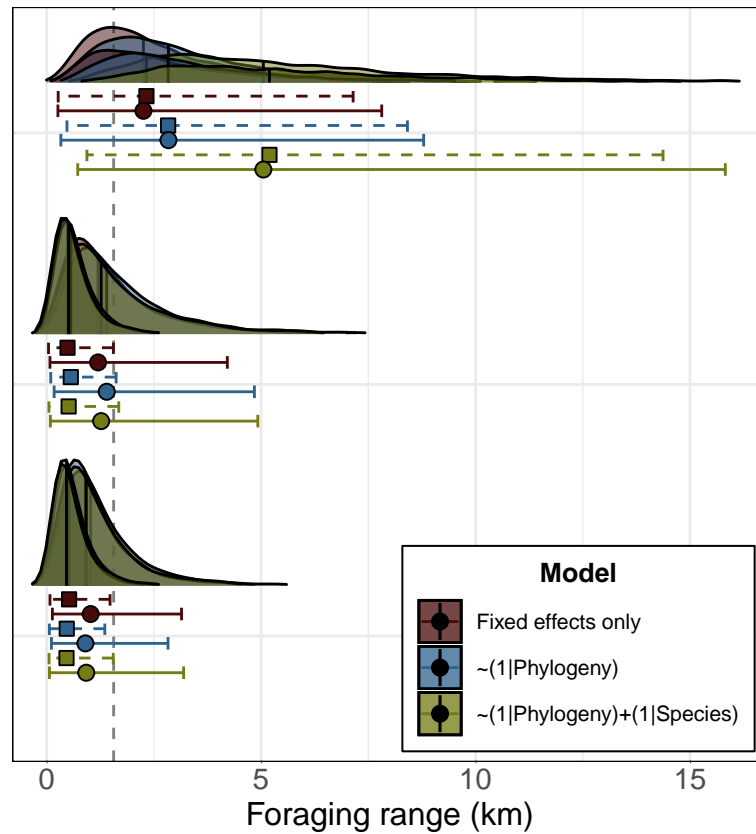 Model
Fixed effects only
~(1|Phylogeny)
~(1|Phylogeny)+(1|Species)
0 5 10 15
Foraging range (km)